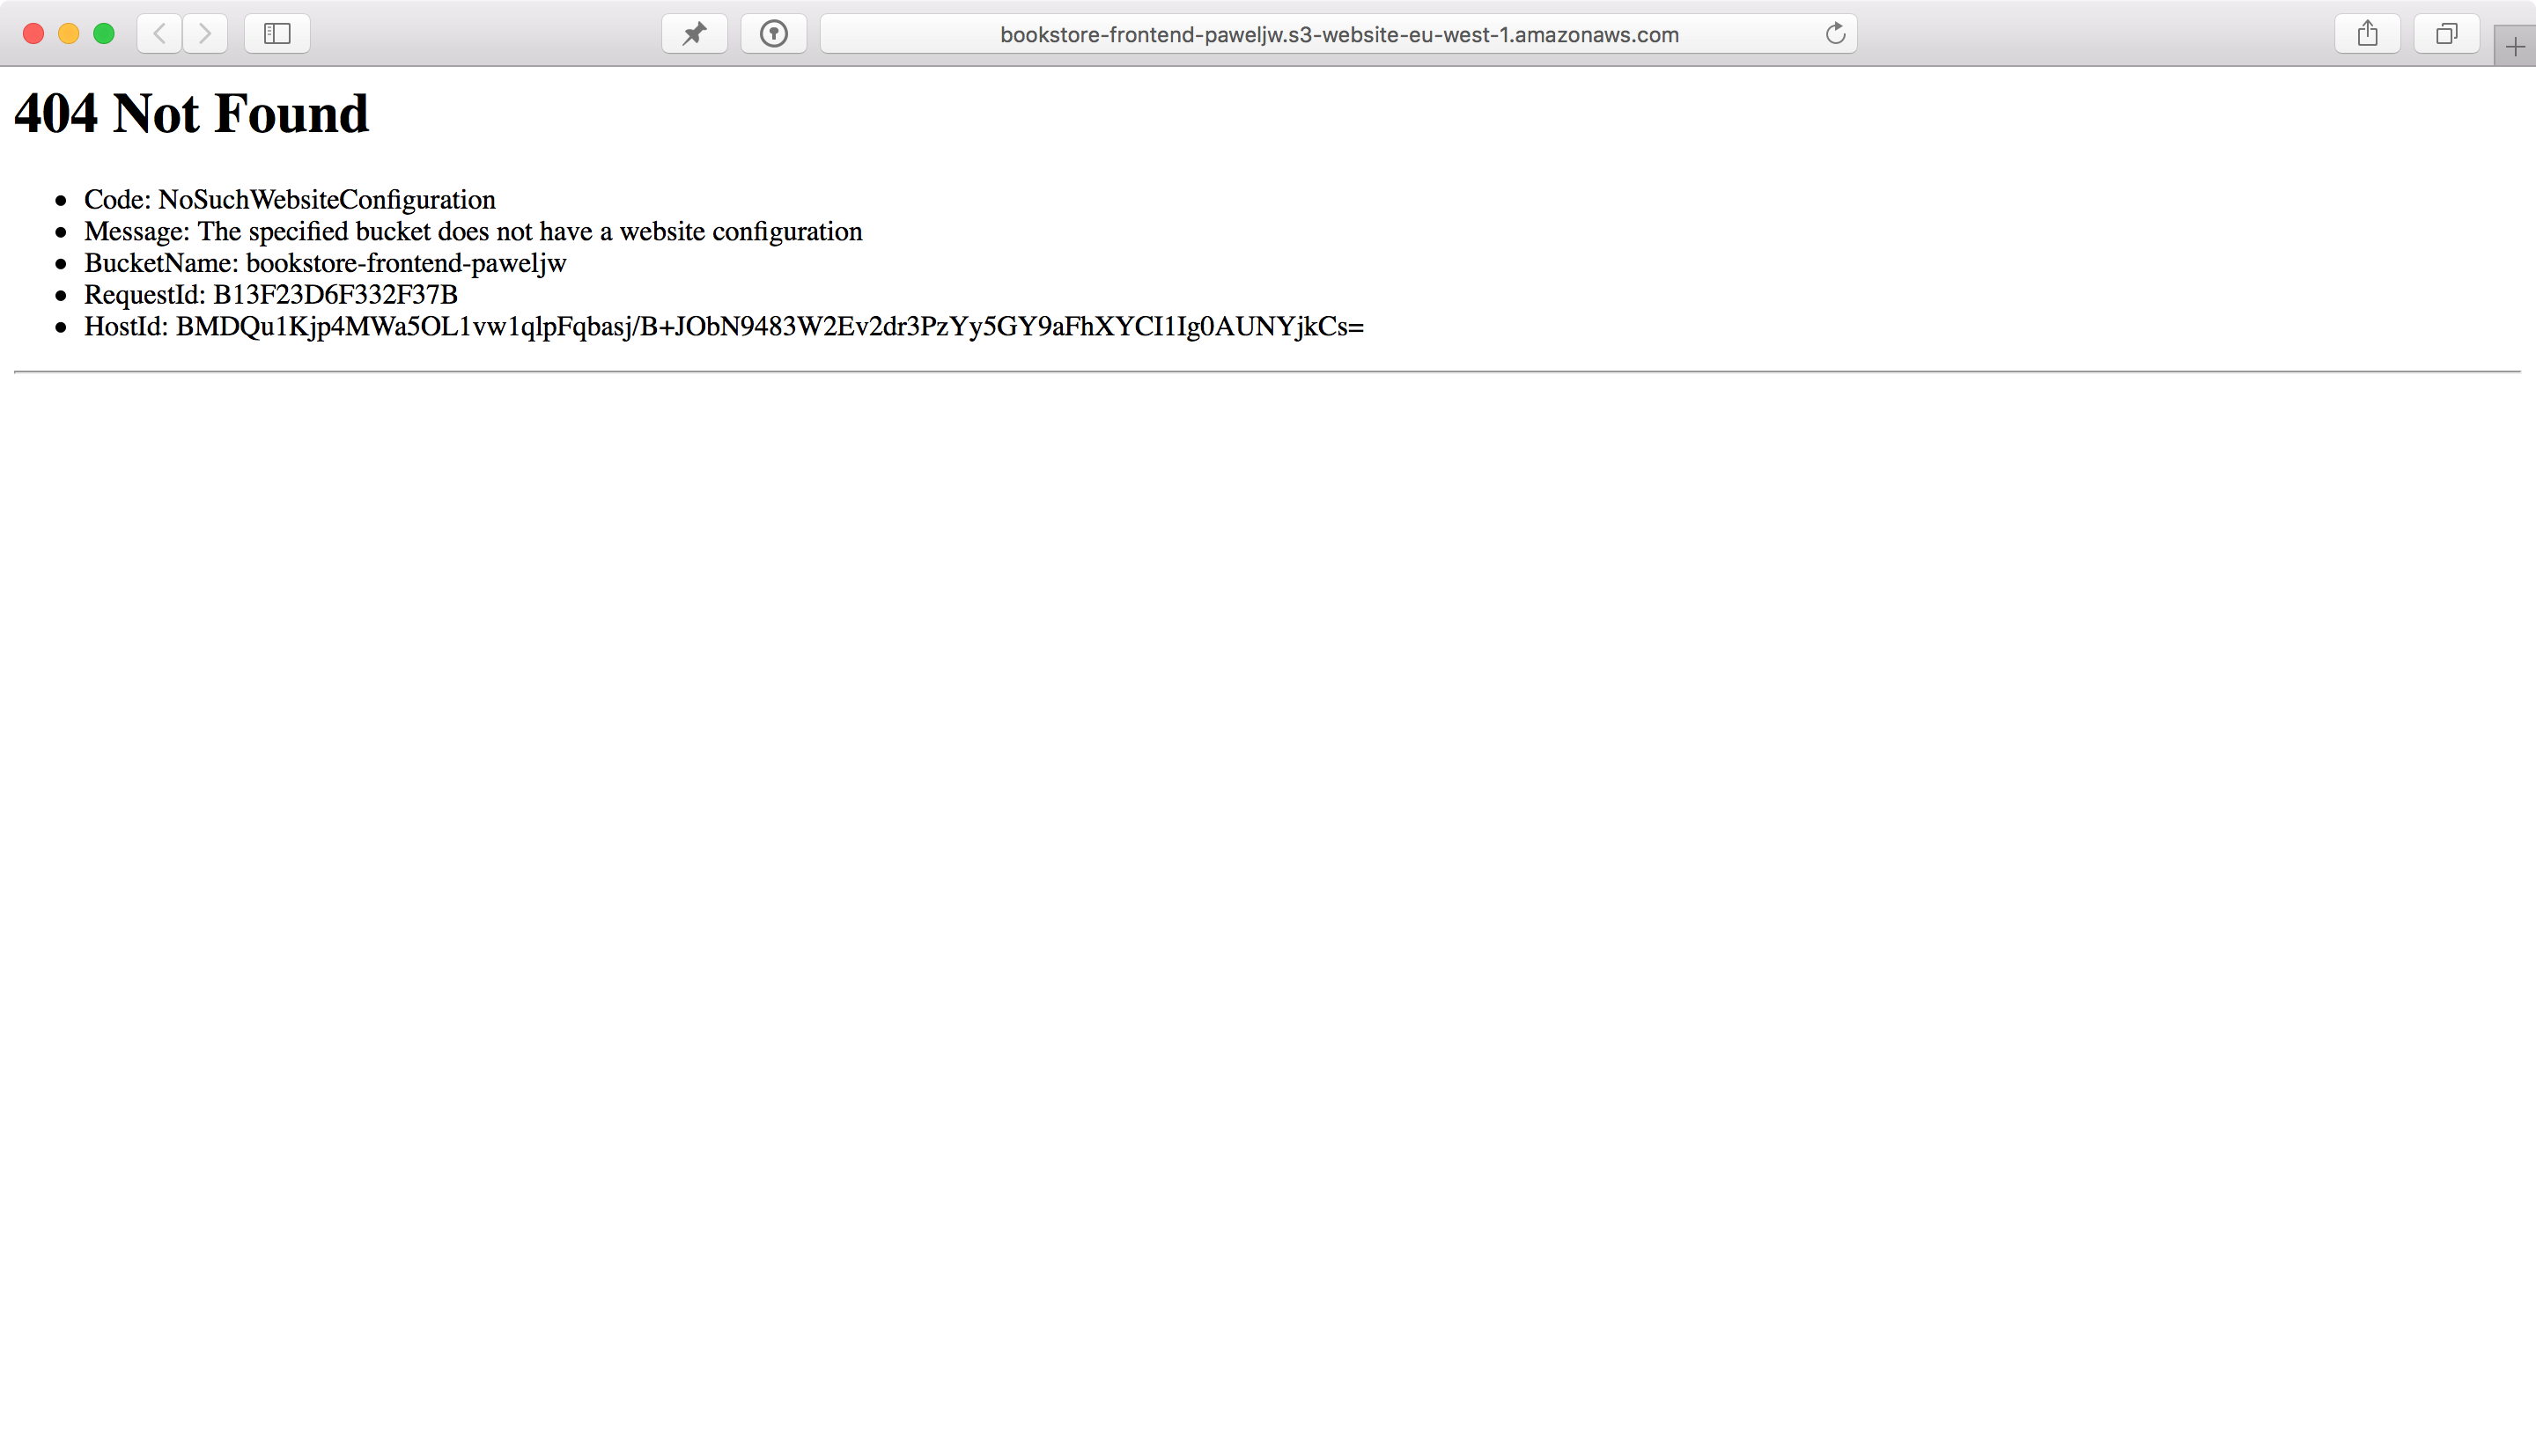 bookstore-frontend-paweljw.s3-website-eu-west-1.amazonaws.com
404 Not Found
Code: NoSuchWebsiteConfiguration
Message: The specified bucket does not have a website configuration
BucketName: bookstore-frontend-paweljw
RequestId: B13F23D6F332F37B
HostId: BMDQu1Kjp4MWa5OL1vw1qlpFqbasj/B+JObN9483W2Ev2dr3PzYy5GY9aFhXYCI1Ig0AUNYjkCs=